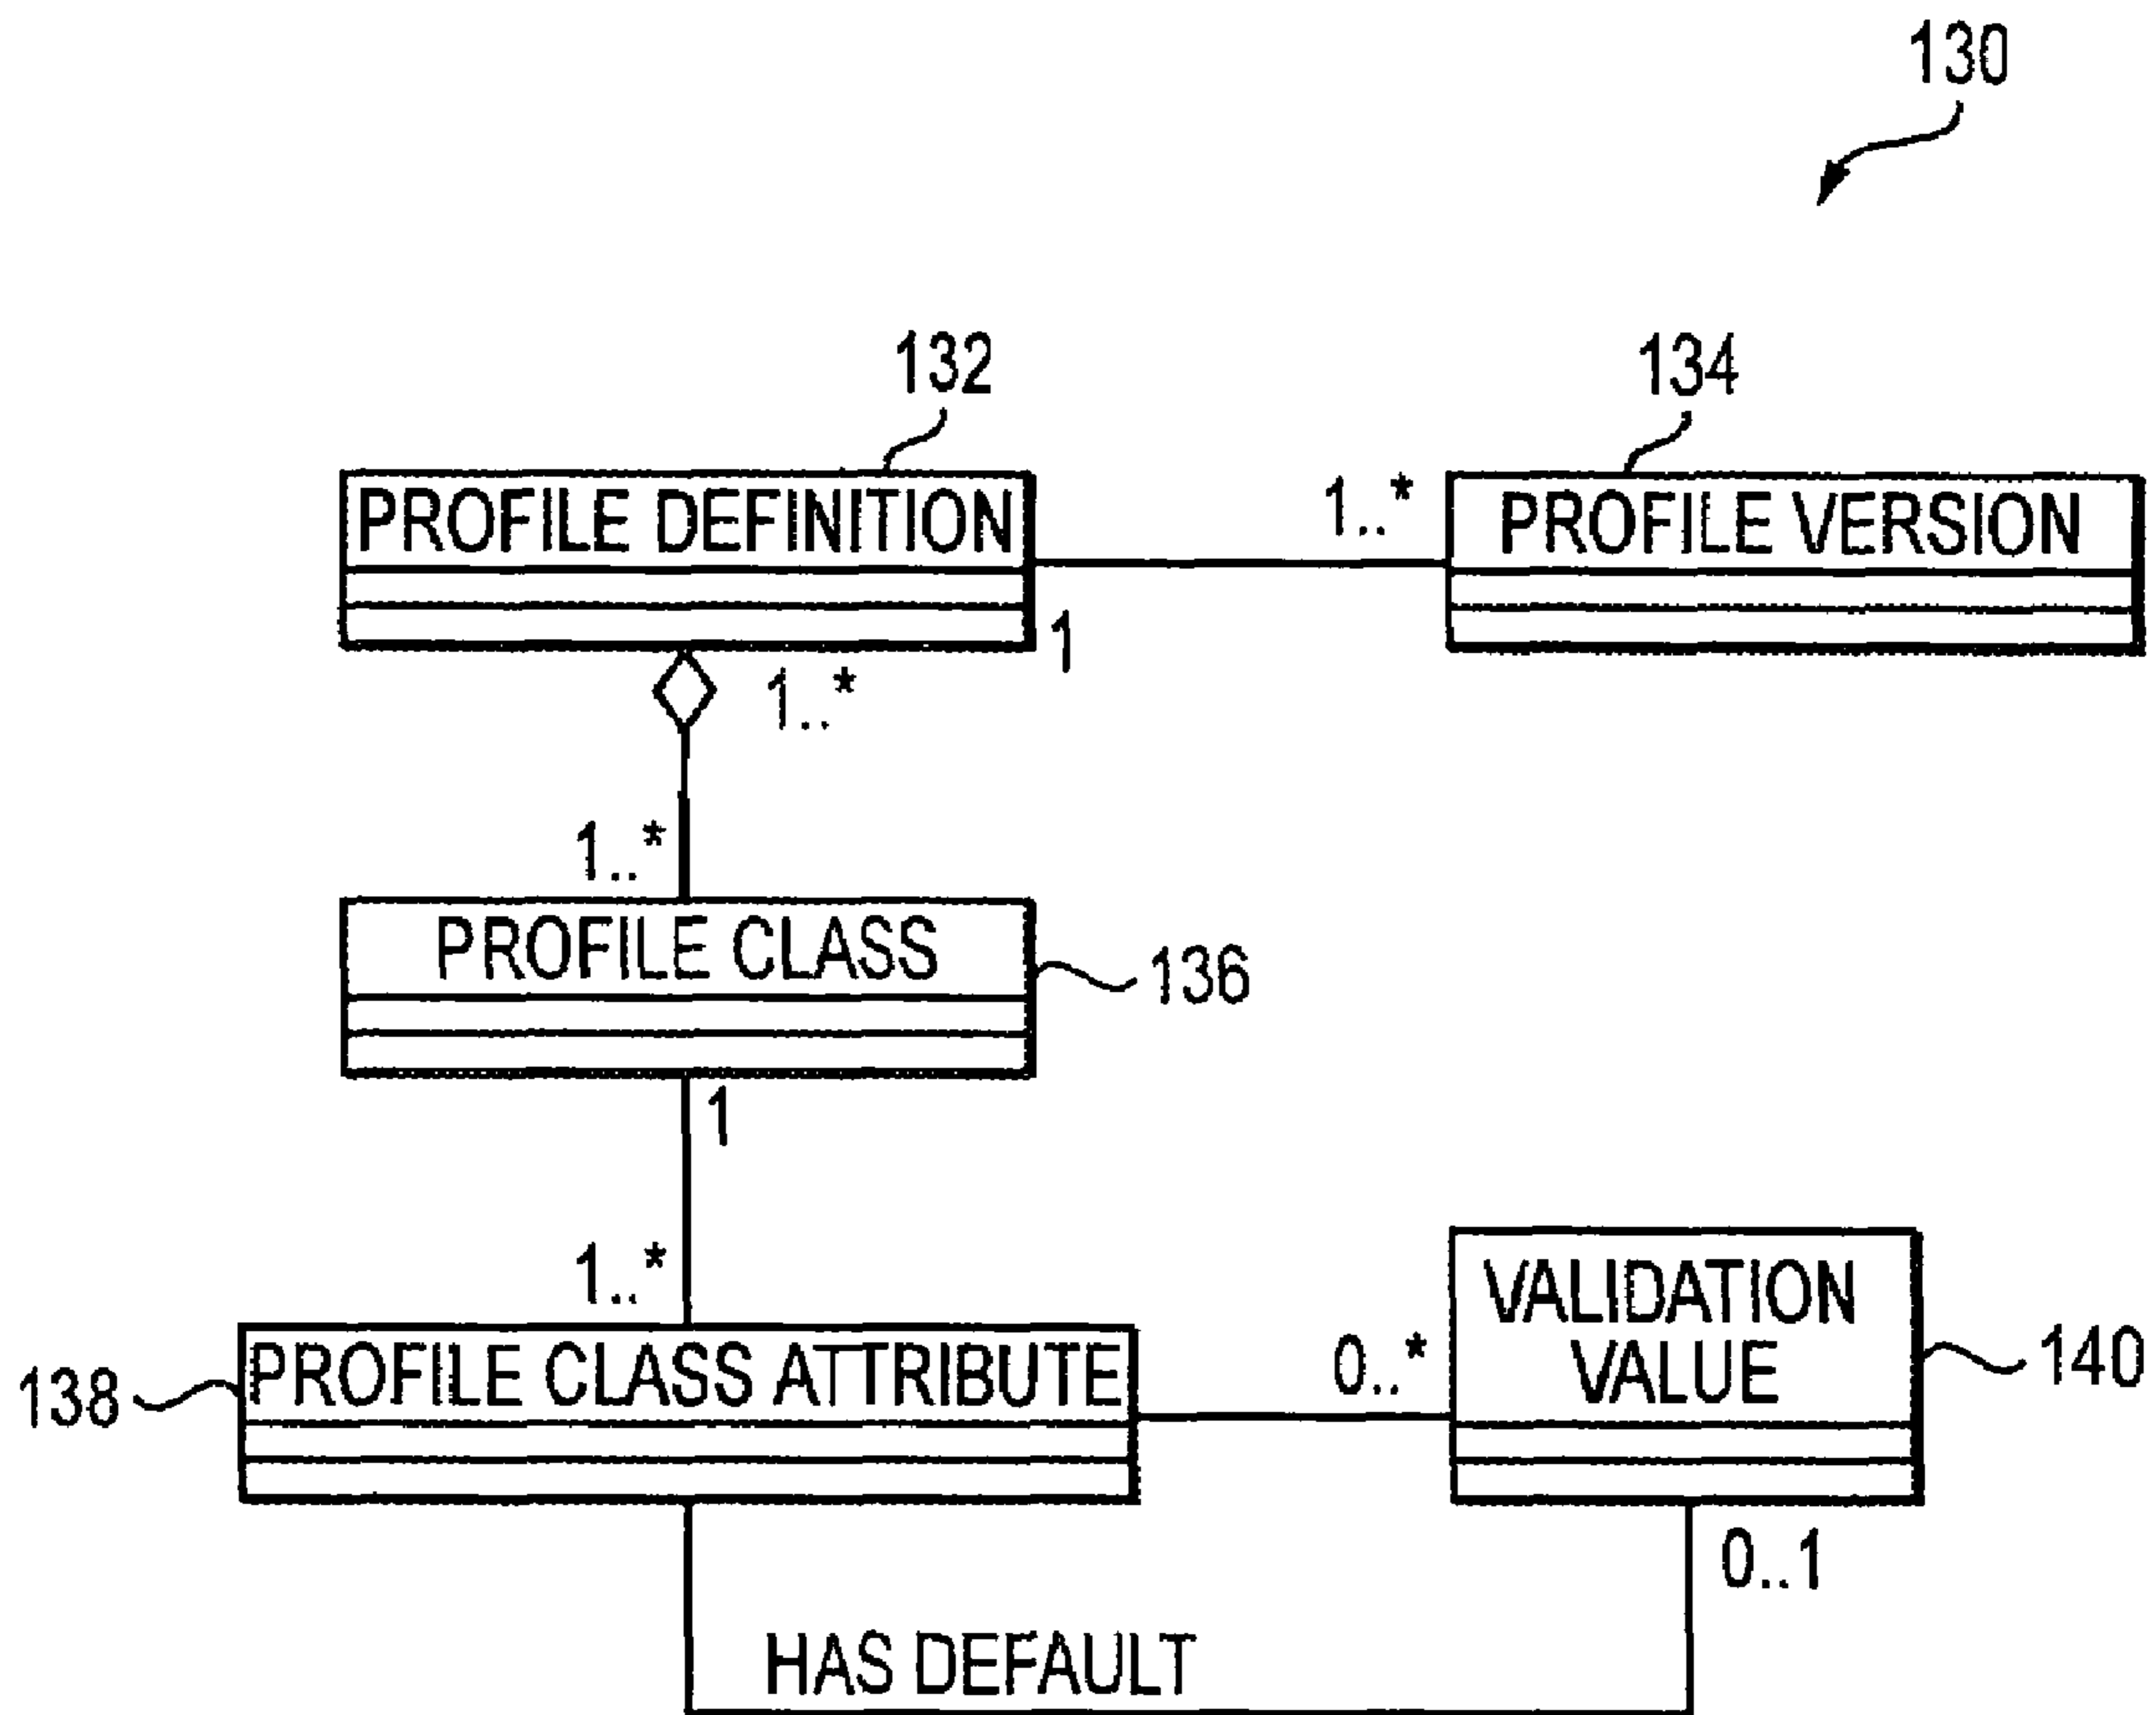 130
132
134
PROFILE DEFINITION
1..*
PROFILE VERSION
1
1..*
1..*
PROFILE CLASS
136
1
1..*
VALIDATION
VALUE
138
PROFILE CLASS ATTRIBUTE
0..*
140
0..1
HAS DEFAULT